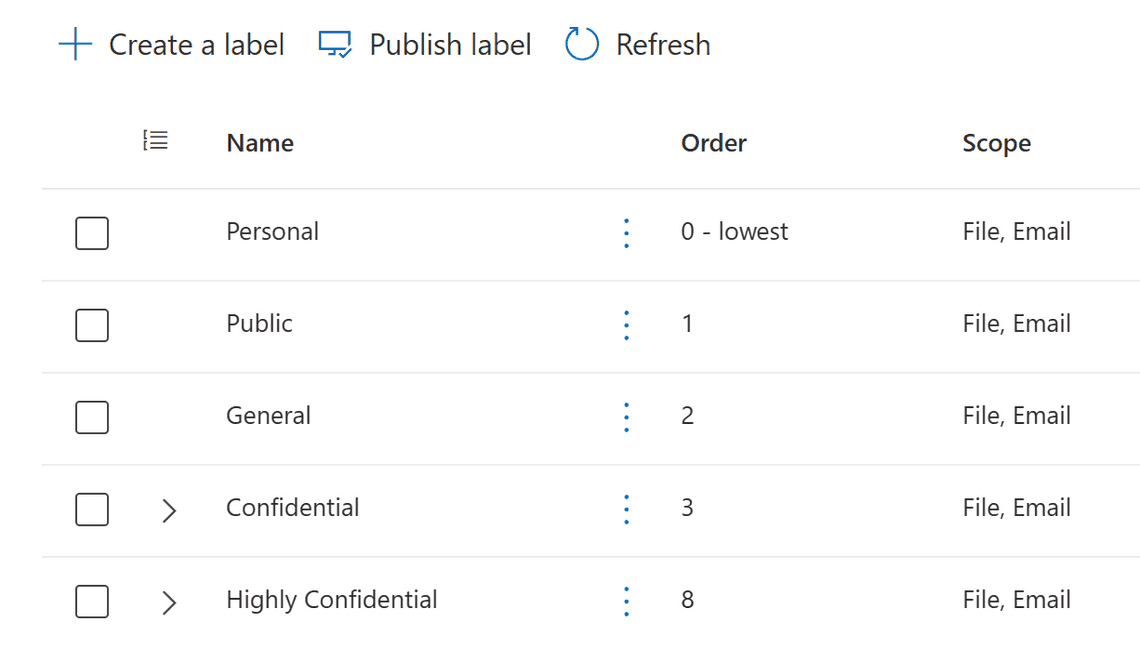 Create a label Publish label Refresh
Name Order Scope
Personal 0 - lowest File, Email
Public 1 File, Email
General 2 File, Email
Confidential 3 File, Email
Highly Confidential 8 File, Email